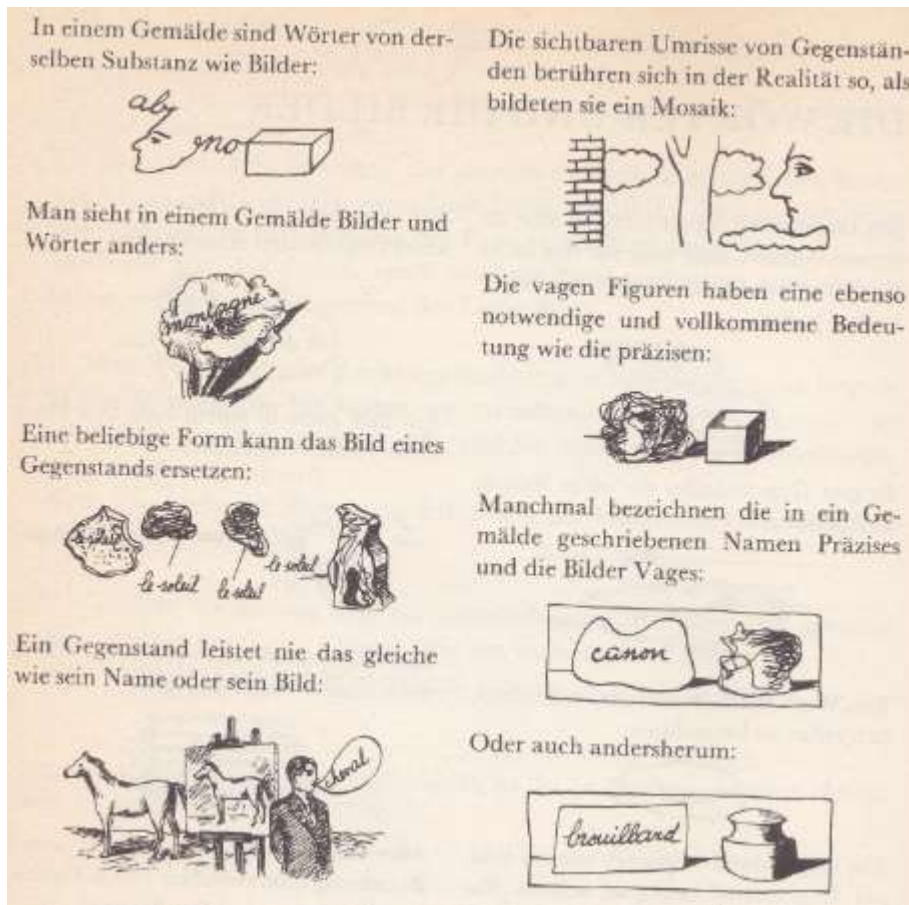 In einem Gemälde sind Wörter von der-
selben Substanz wie Bilder:
abj
no
Man sieht in einem Gemälde Bilder und
Wörter anders:
montagne
Eine beliebige Form kann das Bild eines
Gegenstands ersetzen:
le soleil
le soleil
le soleil
le soleil
Ein Gegenstand leistet nie das gleiche
wie sein Name oder sein Bild:
cheval
Die sichtbaren Umrisse von Gegenstän-
den berühren sich in der Realität so, als
bildeten sie ein Mosaik:
Die vagen Figuren haben eine ebenso
notwendige und vollkommene Bedeu-
tung wie die präzisen:
Manchmal bezeichnen die in ein Ge-
mälde geschriebenen Namen Präzises
und die Bilder Vages:
canon
Oder auch andersherum:
brouillard